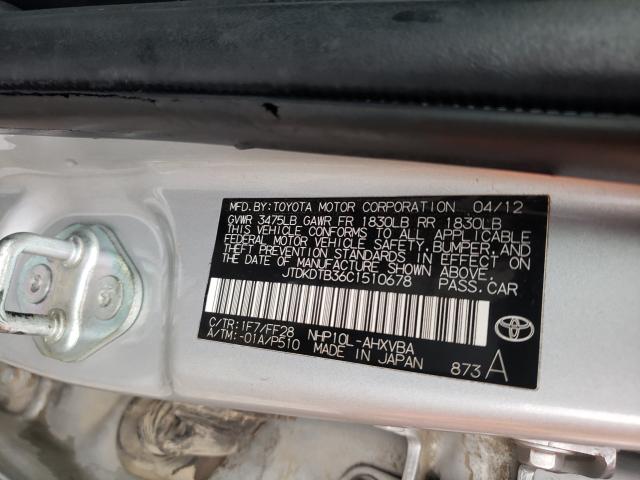 MFD.BY:TOYOTA MOTOR CORPORATION 04/12
GVWR 3475LB GAWR FR 1830LB RR 1830LB
THIS VEHICLE CONFORMS TO ALL APPLICABLE
FEDERAL MOTOR VEHICLE SAFETY,BUMPER,AND
THEFT PREVENTION STANDARDS IN EFFECT ON
THE DATE OF MANUFACTURE SHOWN ABOVE.
JTDKDTB36C1510678 PASS.CAR
C/TR:1F7/FF28 NHP10L-AHXVBA
A/TM:-01A/P510 MADE IN JAPAN
873 A